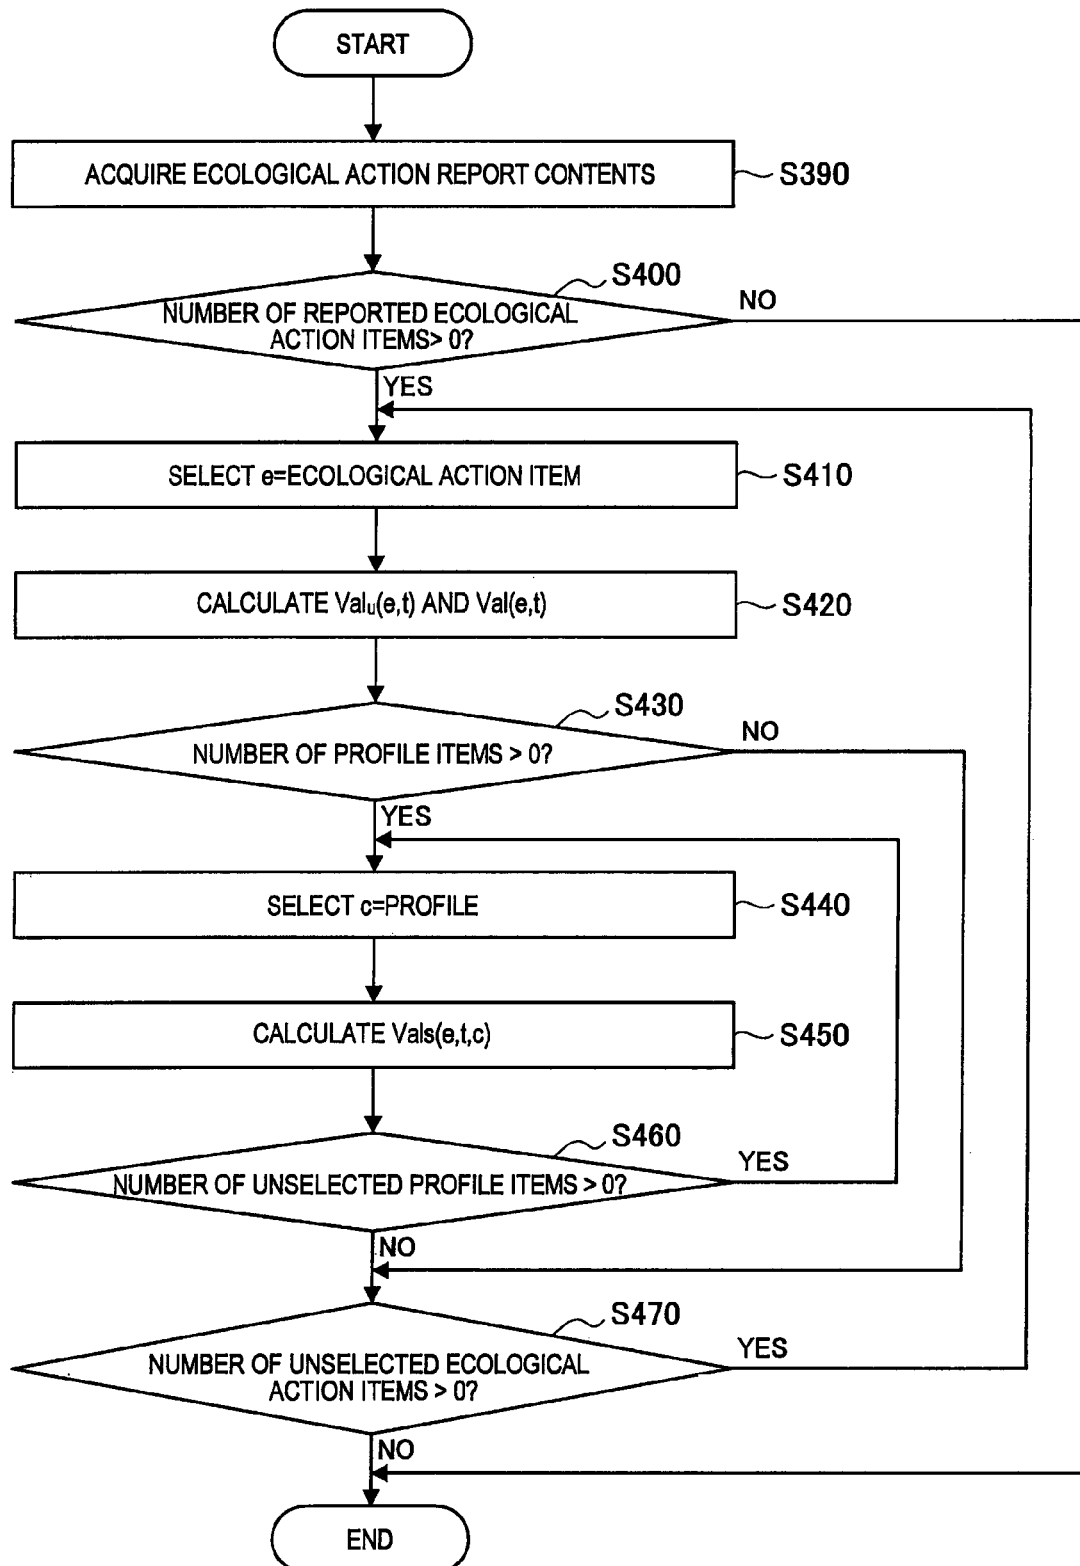 START
ACQUIRE ECOLOGICAL ACTION REPORT CONTENTS
S390
S400
NUMBER OF REPORTED ECOLOGICAL
ACTION ITEMS> 0?
NO
YES
SELECT e=ECOLOGICAL ACTION ITEM
S410
CALCULATE Valu(e,t) AND Val(e,t)
S420
S430
NUMBER OF PROFILE ITEMS > 0?
NO
YES
SELECT c=PROFILE
S440
CALCULATE Vals(e,t,c)
S450
S460
NUMBER OF UNSELECTED PROFILE ITEMS > 0?
YES
NO
S470
NUMBER OF UNSELECTED ECOLOGICAL
ACTION ITEMS > 0?
YES
NO
END